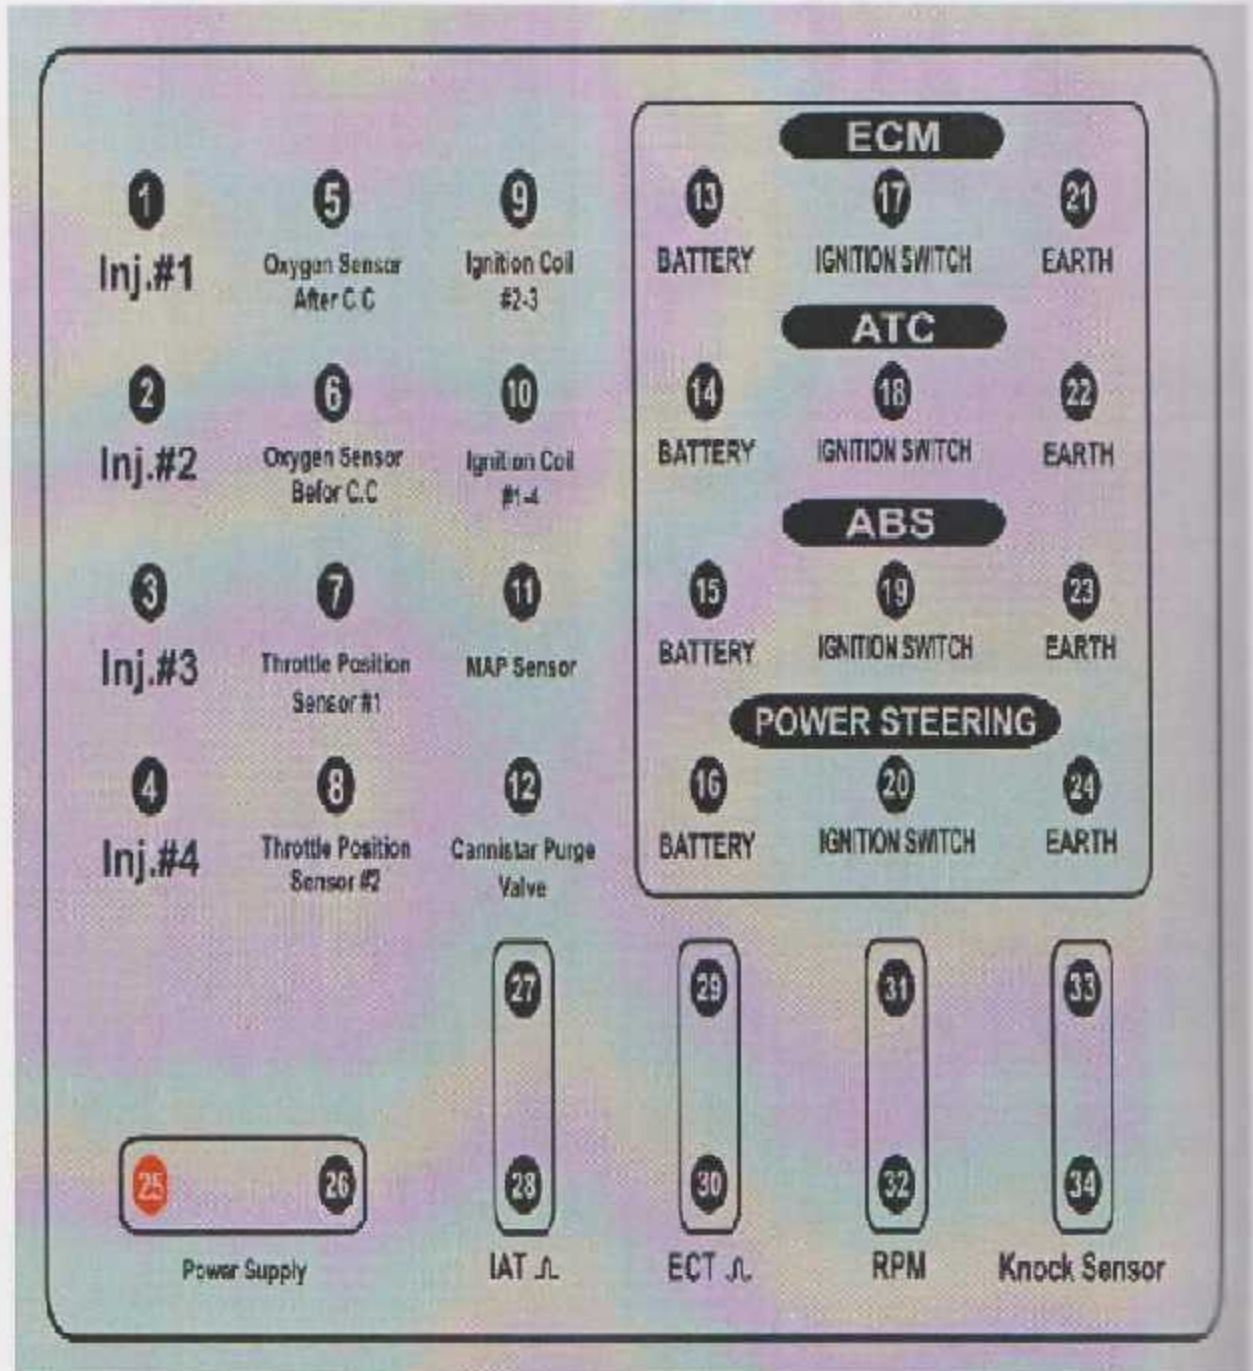 1
Inj.#1
2
Inj.#2
3
Inj.#3
4
Inj.#4
5
Oxygen Sensor
After C.C
6
Oxygen Sensor
Befor C.C
7
Throttle Position
Sensor #1
8
Throttle Position
Sensor #2
9
Ignition Coil
#2-3
10
Ignition Coil
#1-4
11
MAP Sensor
12
Cannistar Purge
Valve
ECM
13 17 21
BATTERY IGNITION SWITCH EARTH
ATC
14 18 22
BATTERY IGNITION SWITCH EARTH
ABS
15 19 23
BATTERY IGNITION SWITCH EARTH
POWER STEERING
16 20 24
BATTERY IGNITION SWITCH EARTH
25 26
Power Supply
27
28
IAT
29
30
ECT
31
32
RPM
33
34
Knock Sensor